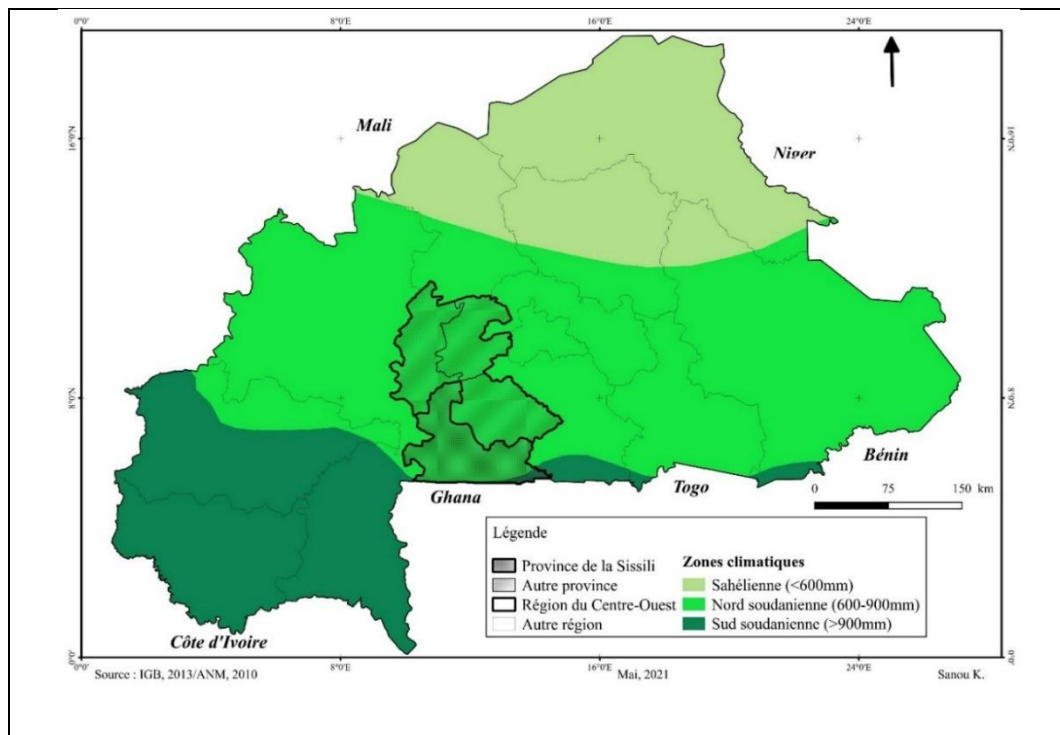 0°0' 8°0'E 16°0'E 24°0'E
Mali
16°0'N 16°0'N
Niger
8°0'N 8°0'N
Bénin
Ghana Togo
0 75 150 km
Légende
Province de la Sissili
Autre province
Région du Centre-Ouest
Autre région
Zones climatiques
Sahélienne (<600mm)
Nord soudanienne (600-900mm)
Sud soudanienne (>900mm)
Côte d'Ivoire
0°0' 0°0'
0°0' 8°0'E 16°0'E 24°0'E
Source : IGB, 2013/ANM, 2010 Mai, 2021 Sanou K.